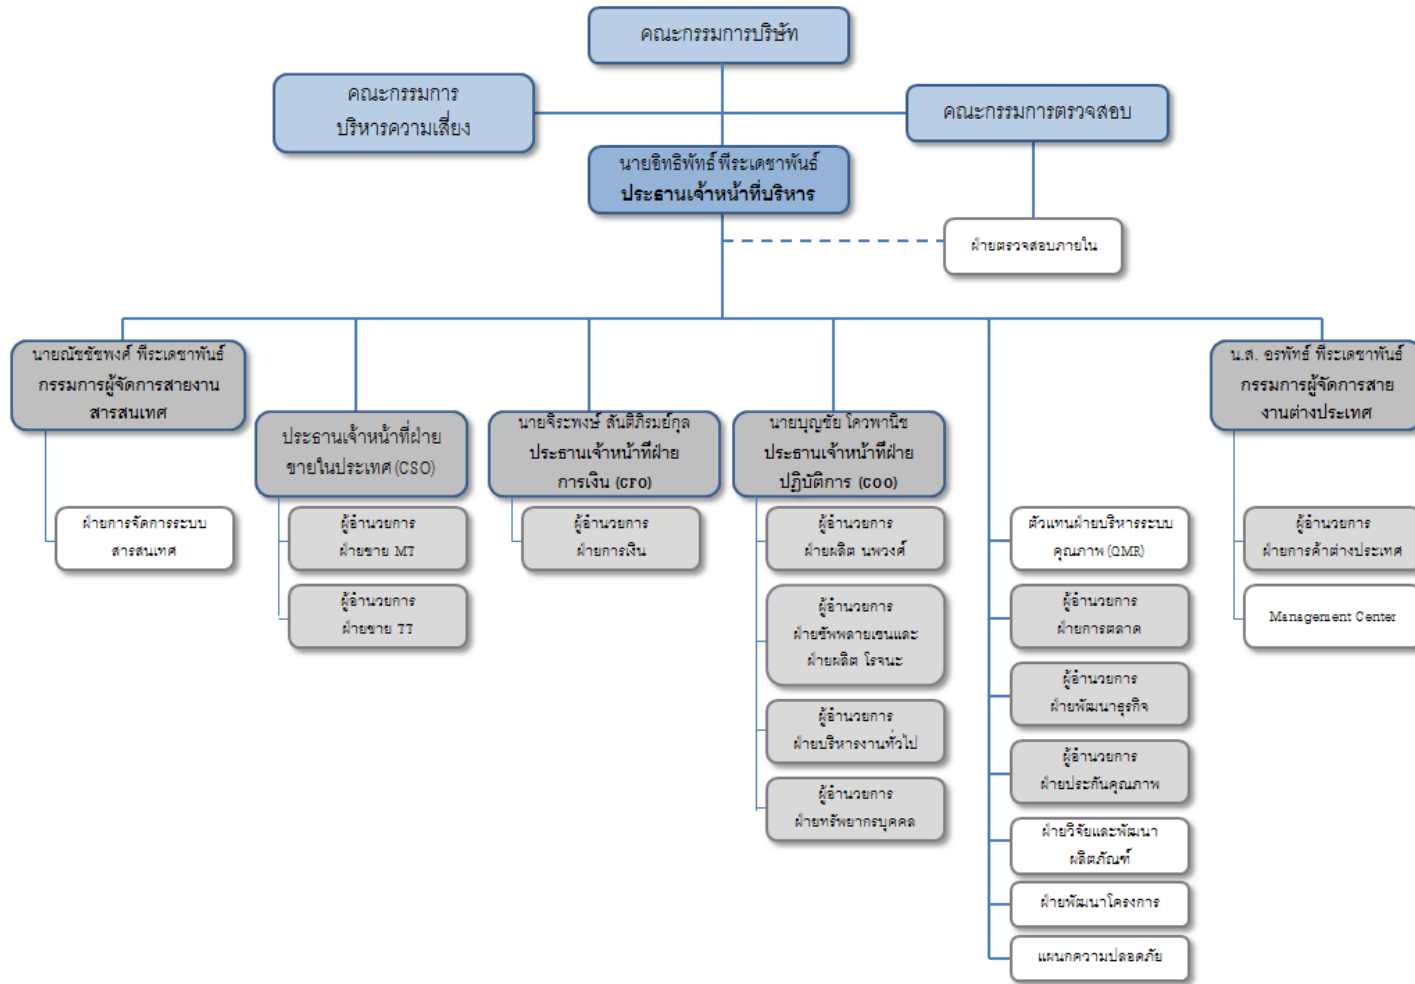 คณะกรรมการบริษัท
คณะกรรมการ
บริหารความเสี่ยง
คณะกรรมการตรวจสอบ
นายอิทธิพัทธ์ พีระเดชาพันธ์
ประธานเจ้าหน้าที่บริหาร
ฝ่ายตรวจสอบภายใน
นายณัชชัชพงศ์ พีระเดชาพันธ์
กรรมการผู้จัดการสายงาน
สารสนเทศ
ฝ่ายการจัดการระบบ
สารสนเทศ
ประธานเจ้าหน้าที่ฝ่าย
ขายในประเทศ (CSO)
ผู้อำนวยการ
ฝ่ายขาย MT
ผู้อำนวยการ
ฝ่ายขาย TT
นายจิระพงษ์ สันติภิรมย์กุล
ประธานเจ้าหน้าที่ฝ่าย
การเงิน (CFO)
ผู้อำนวยการ
ฝ่ายการเงิน
นายบุญชัย โควพานิช
ประธานเจ้าหน้าที่ฝ่าย
ปฏิบัติการ (COO)
ผู้อำนวยการ
ฝ่ายผลิต นพวงศ์
ผู้อำนวยการ
ฝ่ายซัพพลายเชนและ
ฝ่ายผลิต โรจนะ
ผู้อำนวยการ
ฝ่ายบริหารงานทั่วไป
ผู้อำนวยการ
ฝ่ายทรัพยากรบุคคล
ตัวแทนฝ่ายบริหารระบบ
คุณภาพ (QMR)
ผู้อำนวยการ
ฝ่ายการตลาด
ผู้อำนวยการ
ฝ่ายพัฒนาธุรกิจ
ผู้อำนวยการ
ฝ่ายประกันคุณภาพ
ฝ่ายวิจัยและพัฒนา
ผลิตภัณฑ์
ฝ่ายพัฒนาโครงการ
แผนกความปลอดภัย
น.ส. อรพัทธ์ พีระเดชาพันธ์
กรรมการผู้จัดการสาย
งานต่างประเทศ
ผู้อำนวยการ
ฝ่ายการค้าต่างประเทศ
Management Center